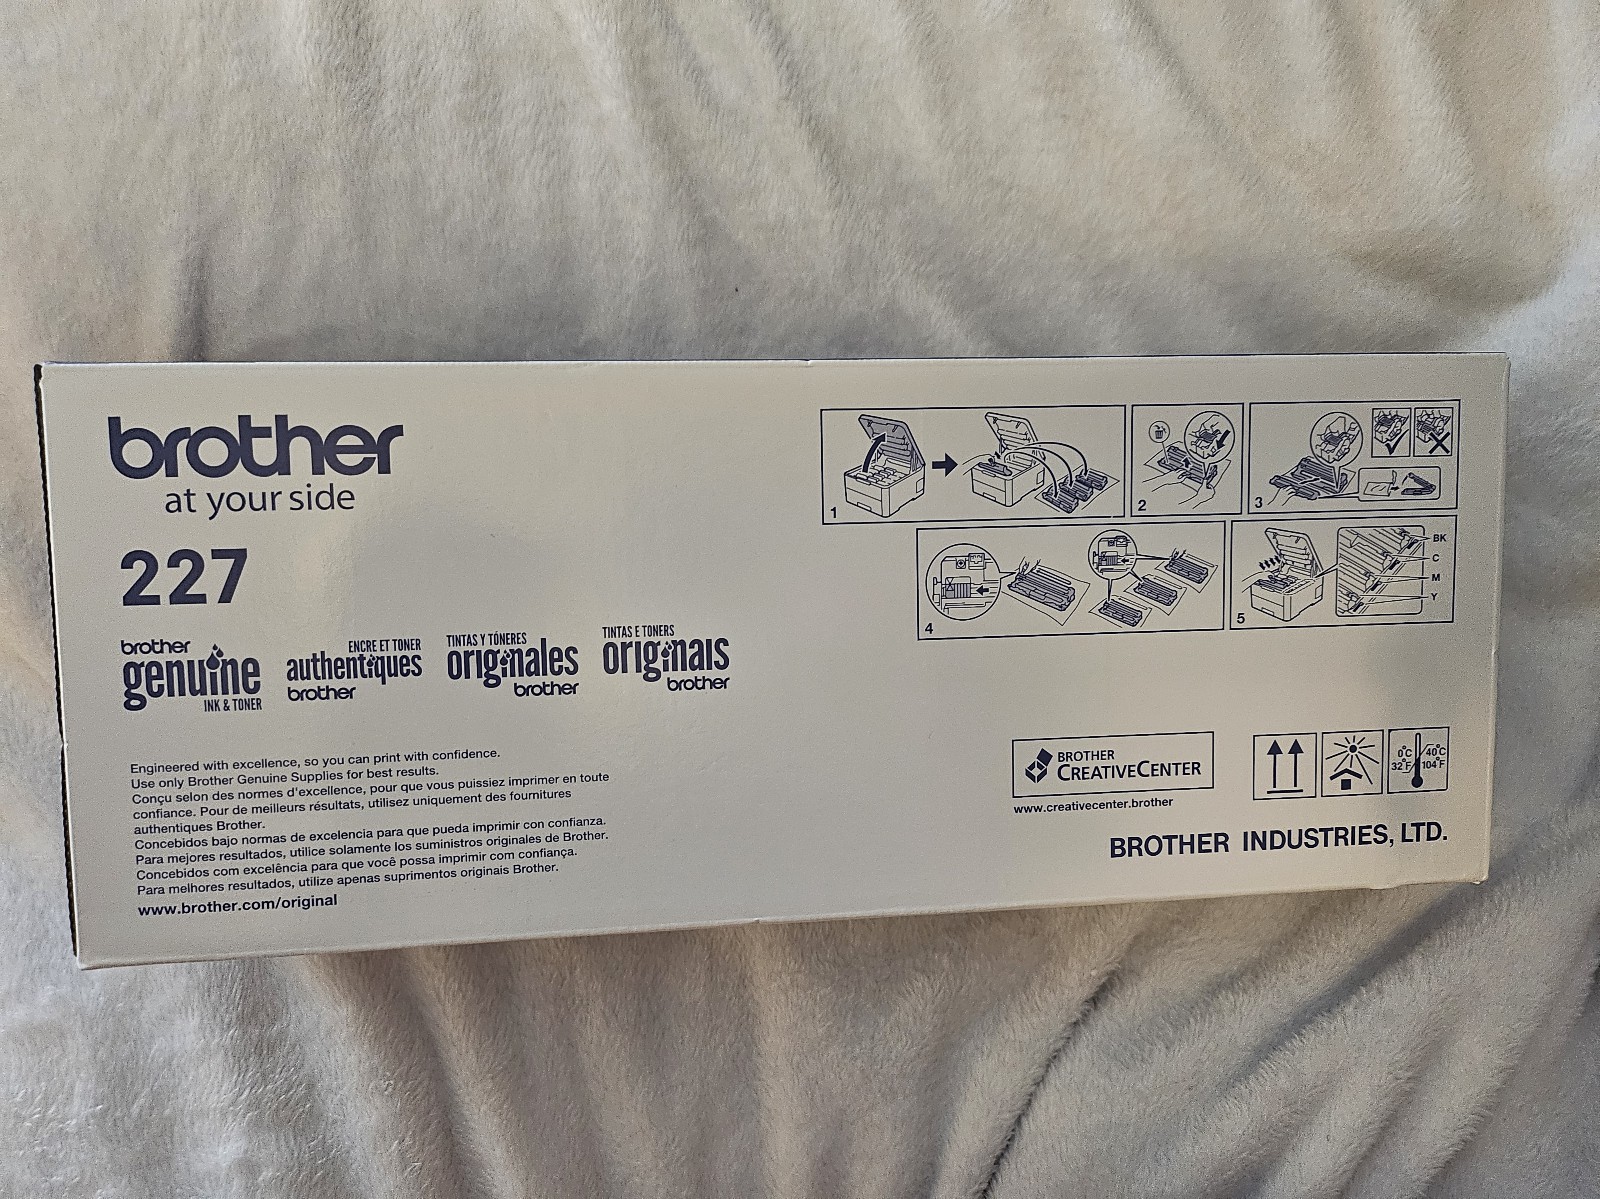 brother
at your side
227
brother
genuine
INK & TONER
ENCRE ET TONER
authentiques
brother
TINTAS Y TÓNERES
originales
brother
TINTAS E TONERS
originais
brother
Engineered with excellence, so you can print with confidence.
Use only Brother Genuine Supplies for best results.
Conçu selon des normes d'excellence, pour que vous puissiez imprimer en toute
confiance. Pour de meilleurs résultats, utilisez uniquement des fournitures
authentiques Brother.
Concebidos bajo normas de excelencia para que pueda imprimir con confianza.
Para mejores resultados, utilice solamente los suministros originales de Brother.
Concebidos com excelência para que você possa imprimir com confiança.
Para melhores resultados, utilize apenas suprimentos originais Brother.
www.brother.com/original
1
2
3
4
5
BK
C
M
Y
BROTHER
CREATIVECENTER
www.creativecenter.brother
0°C 40°C
32°F 104°F
BROTHER INDUSTRIES, LTD.